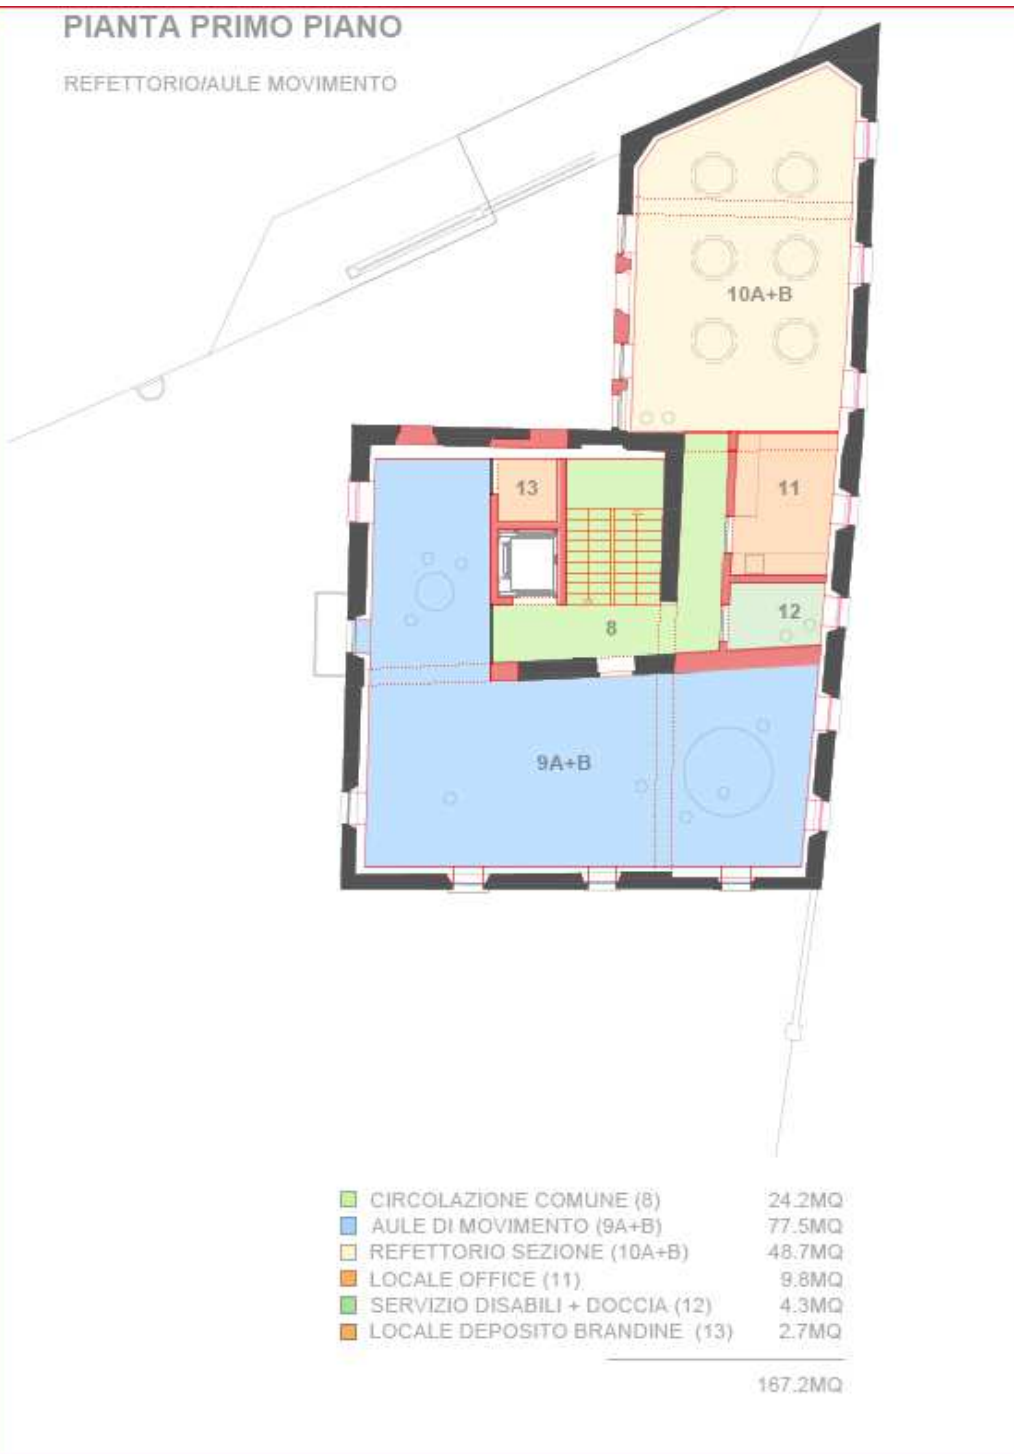 PIANTA PRIMO PIANO
REFETTORIO/AULE MOVIMENTO
10A+B
13
11
12
8
9A+B
CIRCOLAZIONE COMUNE (8) 24.2MQ
AULE DI MOVIMENTO (9A+B) 77.5MQ
REFETTORIO SEZIONE (10A+B) 48.7MQ
LOCALE OFFICE (11) 9.8MQ
SERVIZIO DISABILI + DOCCIA (12) 4.3MQ
LOCALE DEPOSITO BRANDINE (13) 2.7MQ
167.2MQ